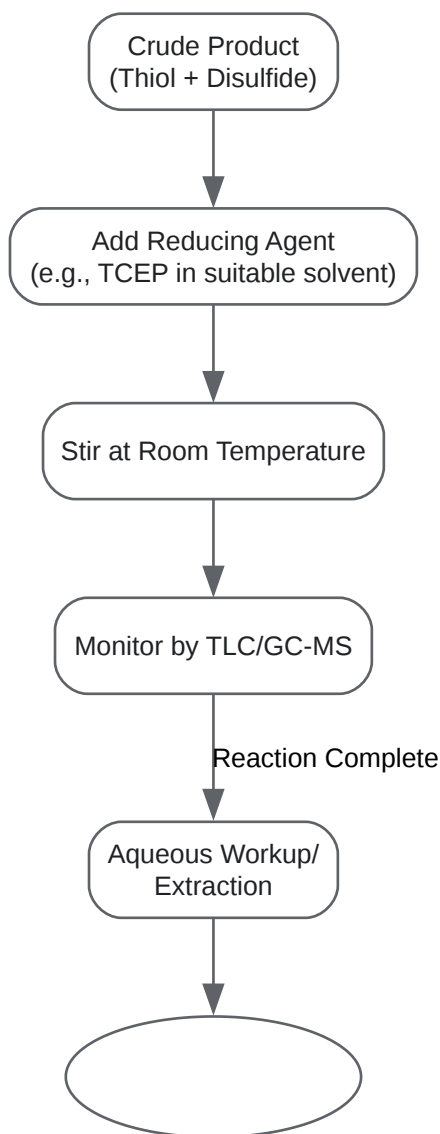 Crude Product
(Thiol + Disulfide)
Add Reducing Agent
(e.g., TCEP in suitable solvent)
Stir at Room Temperature
Monitor by TLC/GC-MS
Reaction Complete
Aqueous Workup/
Extraction